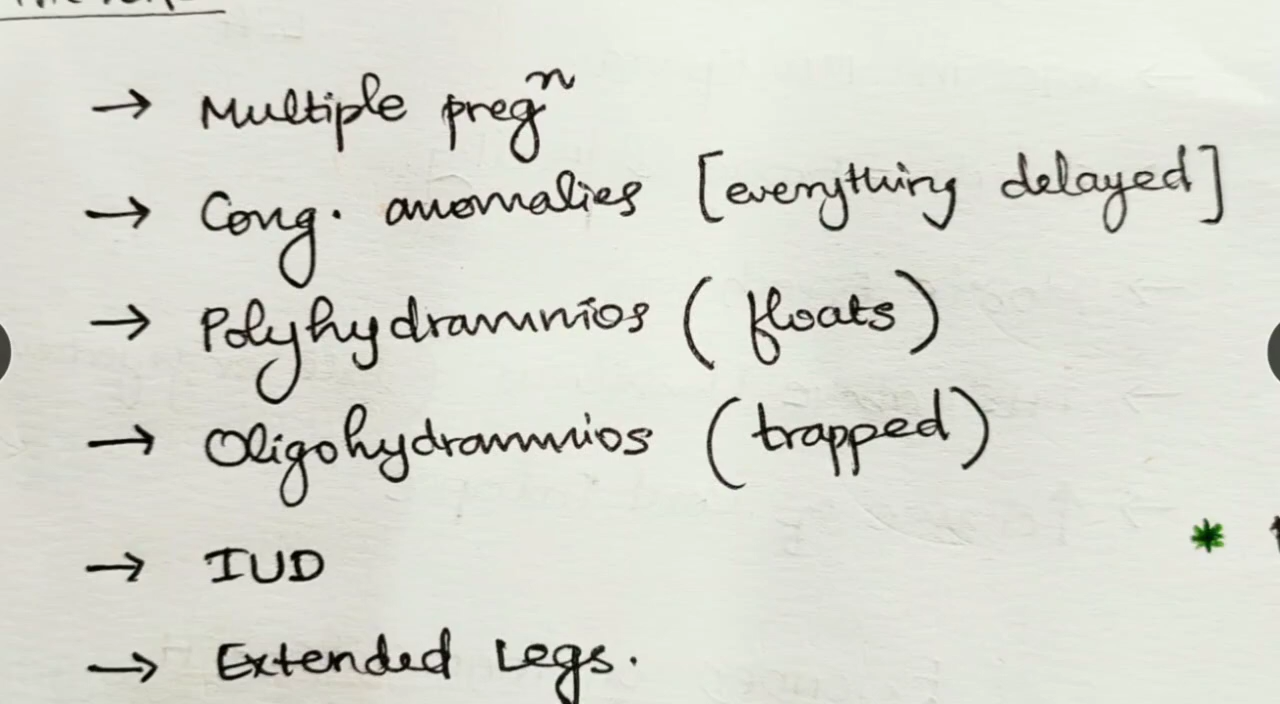 → Multiple pregⁿ
→ Cong. anomalies [everything delayed]
→ Polyhydramnios (floats)
→ Oligohydramnios (trapped)
→ IUD
*
→ Extended Legs.